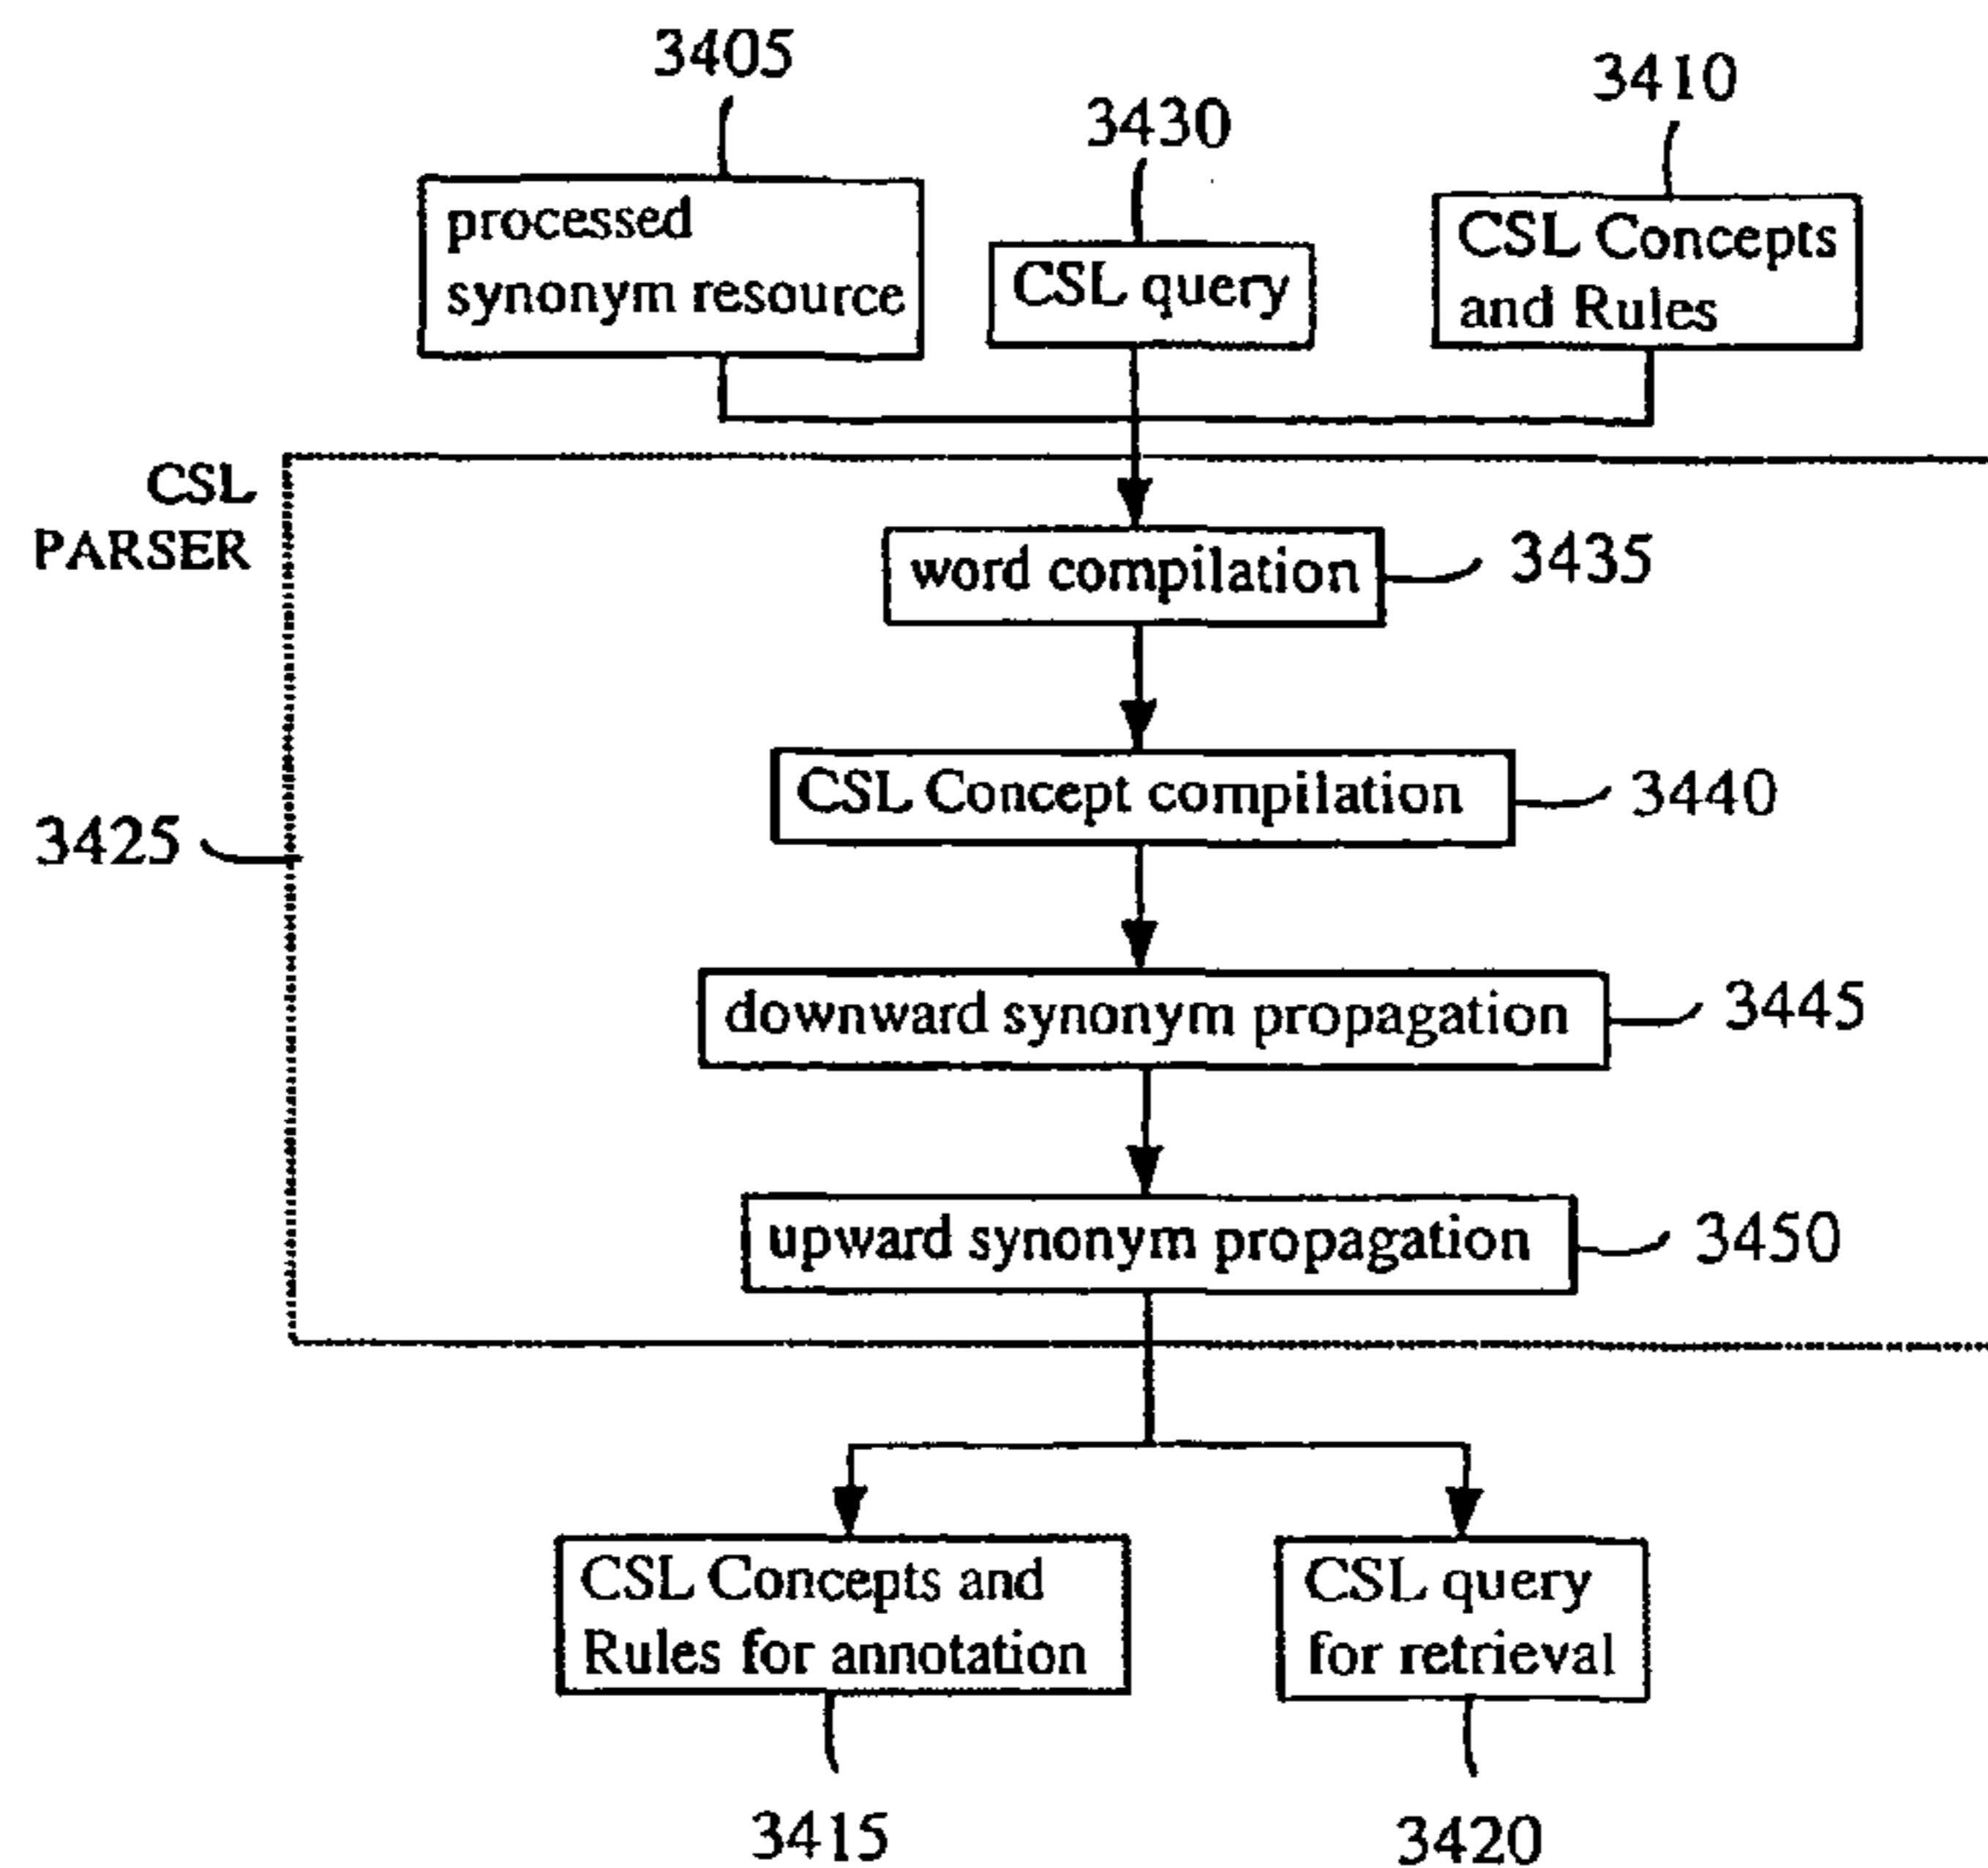 3405
3430
3410
processed
synonym resource
CSL query
CSL Concepts
and Rules
CSL
PARSER
word compilation
3435
CSL Concept compilation
3440
3425
downward synonym propagation
3445
upward synonym propagation
3450
CSL Concepts and
Rules for annotation
CSL query
for retrieval
3415
3420